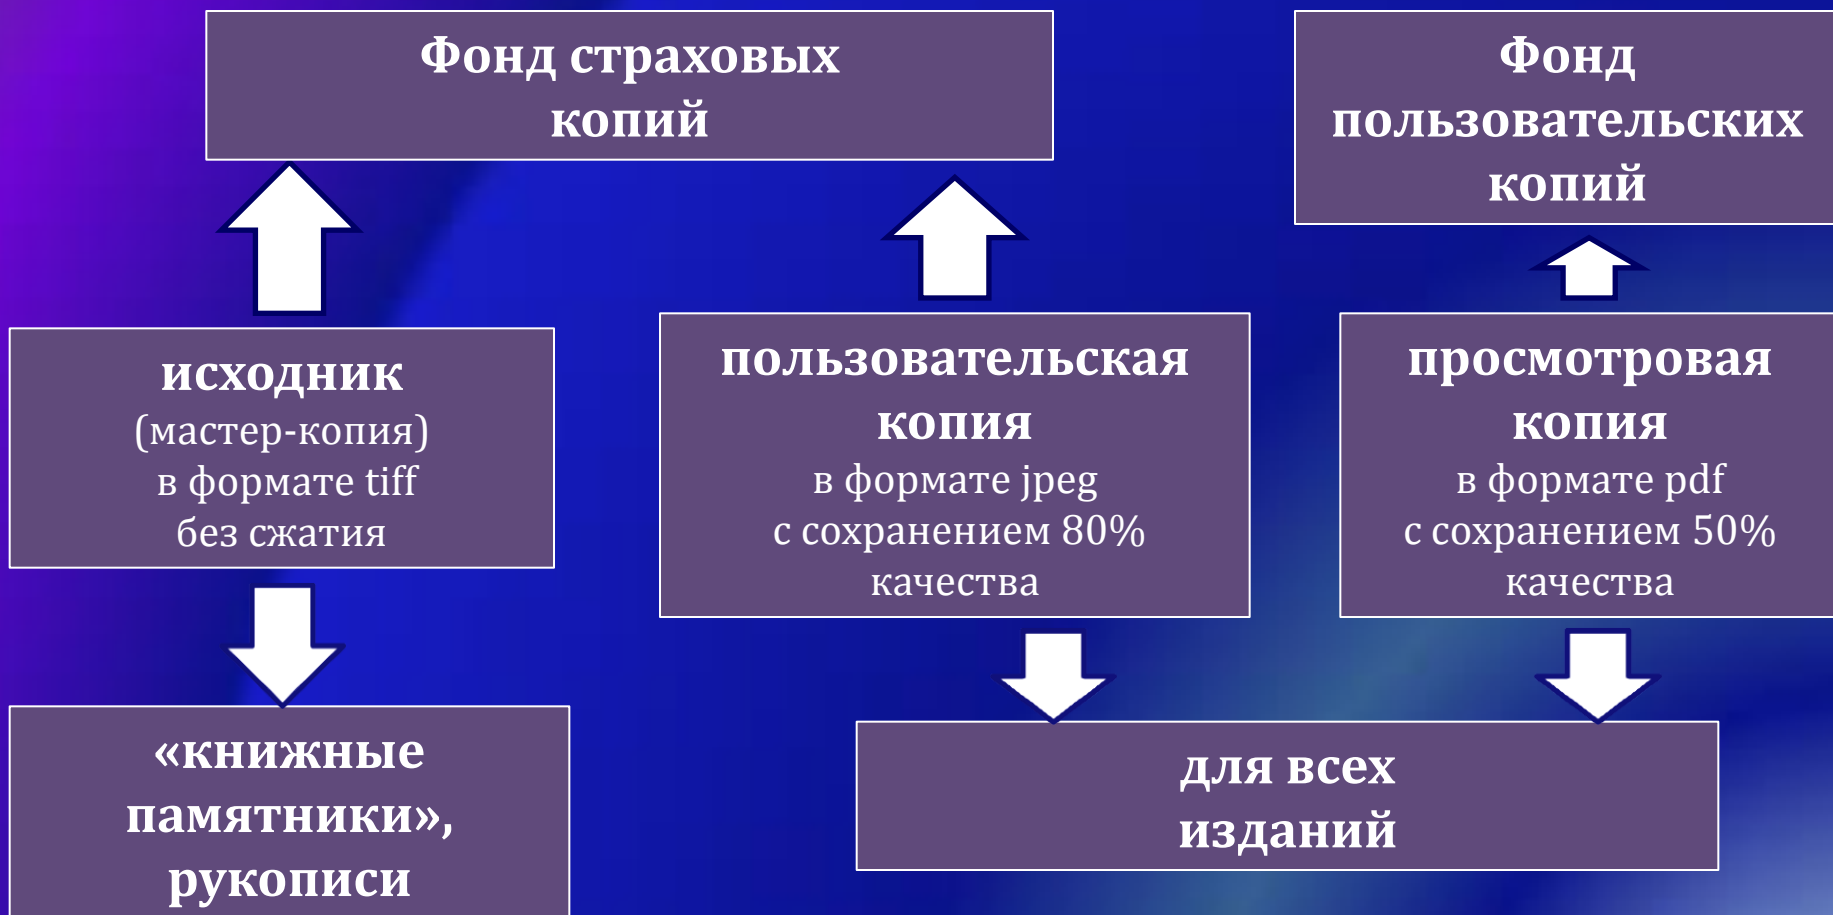 Фонд страховых
копий
Фонд
пользовательских
копий
исходник
(мастер-копия)
в формате tiff
без сжатия
пользовательская
копия
в формате jpeg
с сохранением 80%
качества
просмотровая
копия
в формате pdf
с сохранением 50%
качества
«книжные
памятники»,
рукописи
для всех
изданий